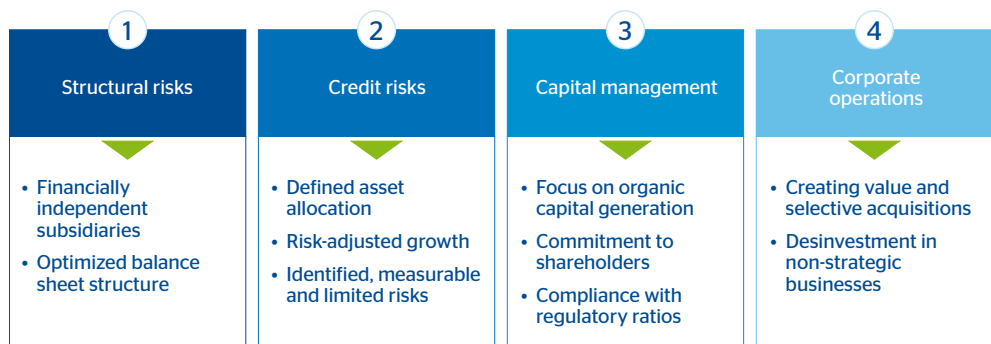 1
Structural risks
• Financially
independent
subsidiaries
• Optimized balance
sheet structure
2
Credit risks
• Defined asset
allocation
• Risk-adjusted growth
• Identified, measurable
and limited risks
3
Capital management
• Focus on organic
capital generation
• Commitment to
shareholders
• Compliance with
regulatory ratios
4
Corporate
operations
• Creating value and
selective acquisitions
• Desinvestment in
non-strategic
businesses